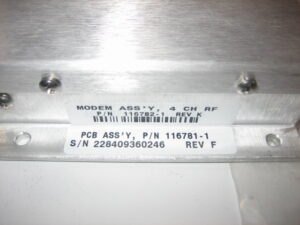 MODEM ASS'Y, 4 CH RF
P/N 116782-1 REV K
PCB ASS'Y, P/N 116781-1
S/N 228409360246 REV F